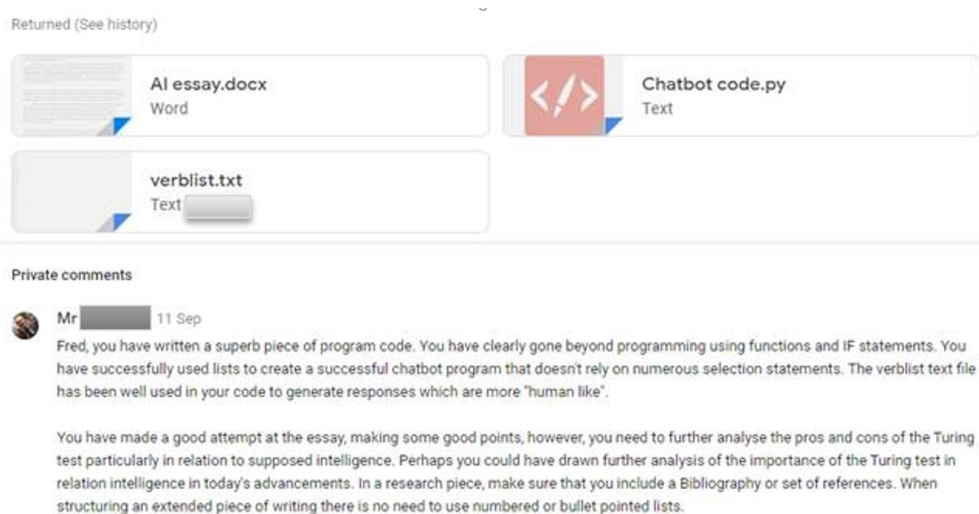 Returned (See history)
AI essay.docx
Word
Chatbot code.py
Text
verblist.txt
Text
Private comments
Mr 11 Sep
Fred, you have written a superb piece of program code. You have clearly gone beyond programming using functions and IF statements. You
have successfully used lists to create a successful chatbot program that doesn't rely on numerous selection statements. The verblist text file
has been well used in your code to generate responses which are more "human like".
You have made a good attempt at the essay, making some good points, however, you need to further analyse the pros and cons of the Turing
test particularly in relation to supposed intelligence. Perhaps you could have drawn further analysis of the importance of the Turing test in
relation intelligence in today's advancements. In a research piece, make sure that you include a Bibliography or set of references. When
structuring an extended piece of writing there is no need to use numbered or bullet pointed lists.